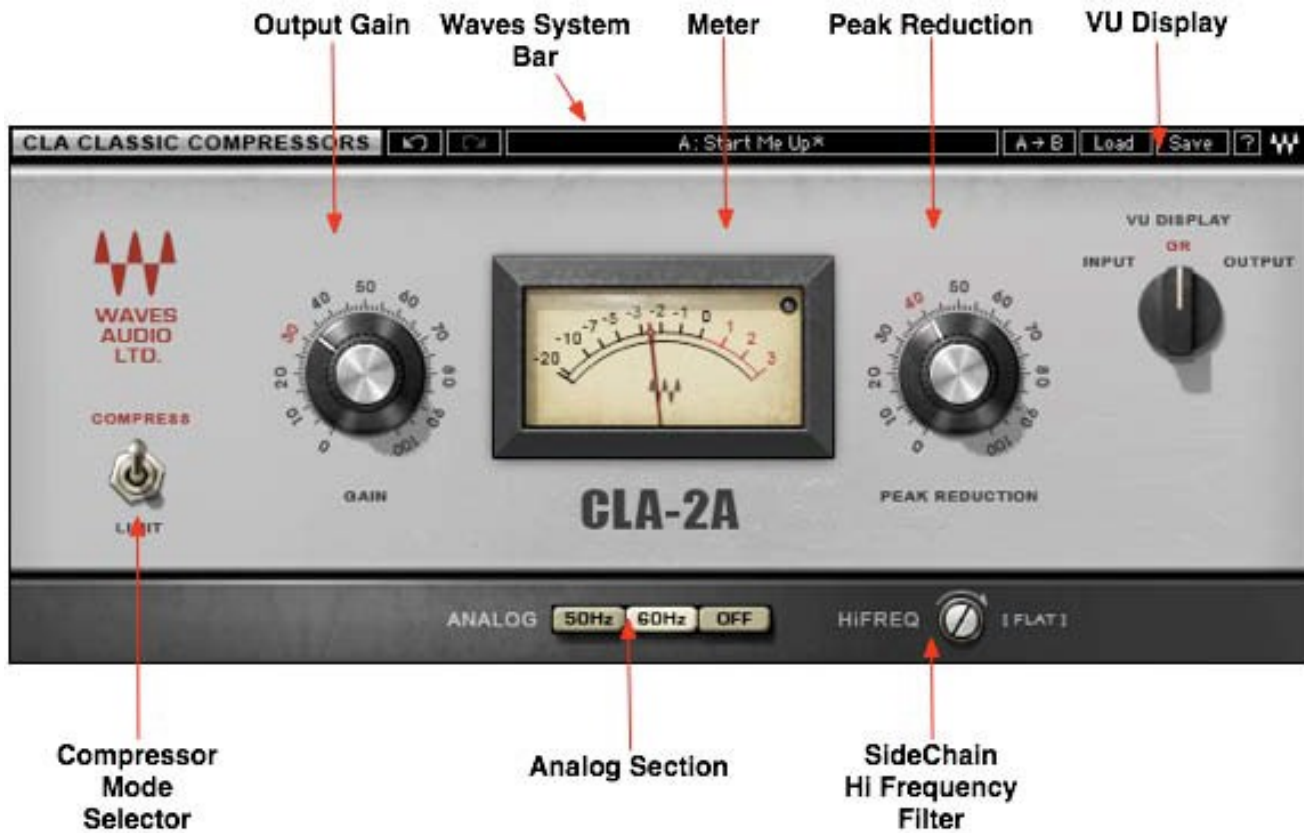 Output Gain
Waves System
Bar
Meter
Peak Reduction
VU Display
CLA CLASSIC COMPRESSORS
A: Start Me Up*
A→B
Load
Save
?
VU DISPLAY
INPUT
GR
OUTPUT
WAVES
AUDIO
LTD.
COMPRESS
LIMIT
0
10
20
30
40
50
60
70
80
90
100
GAIN
-20
-10
-7
-5
-3
-2
-1
0
1
2
3
CLA-2A
0
10
20
30
40
50
60
70
80
90
100
PEAK REDUCTION
ANALOG
50Hz
60Hz
OFF
HiFREQ
[FLAT]
Compressor
Mode
Selector
Analog Section
SideChain
Hi Frequency
Filter